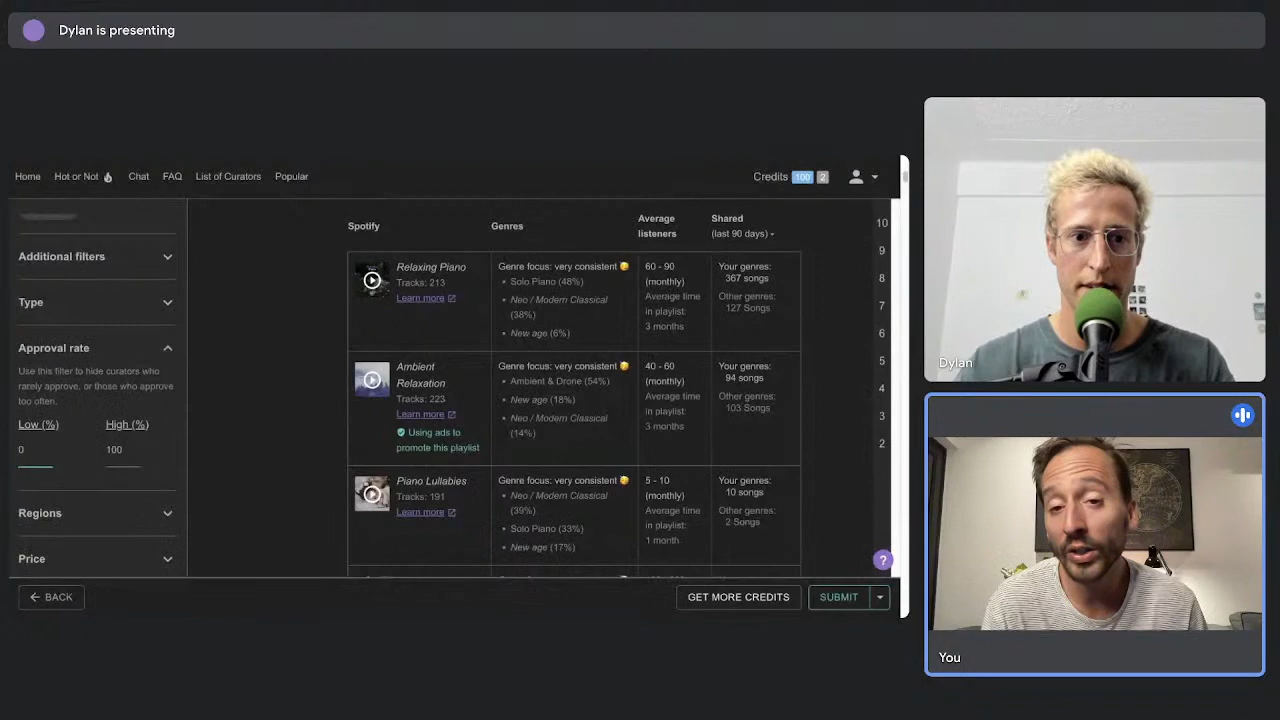 Dylan is presenting
Home Hot or Not Chat FAQ List of Curators Popular
Credits 100 2
Additional filters
Type
Approval rate
Use this filter to hide curators who
rarely approve, or those who approve
too often.
Low (%) High (%)
0 100
Regions
Price
Spotify Genres Average
listeners Shared
(last 90 days)
Relaxing Piano
Tracks: 213
Learn more
Genre focus: very consistent
• Solo Piano (48%)
• Neo / Modern Classical
(38%)
• New age (6%)
60 - 90
(monthly)
Average time
in playlist:
3 months
Your genres:
367 songs
Other genres:
127 Songs
Ambient
Relaxation
Tracks: 223
Learn more
Using ads to
promote this playlist
Genre focus: very consistent
• Ambient & Drone (54%)
• New age (18%)
• Neo / Modern Classical
(14%)
40 - 60
(monthly)
Average time
in playlist:
3 months
Your genres:
94 songs
Other genres:
103 Songs
Piano Lullabies
Tracks: 191
Learn more
Genre focus: very consistent
• Neo / Modern Classical
(39%)
• Solo Piano (33%)
• New age (17%)
5 - 10
(monthly)
Average time
in playlist:
1 month
Your genres:
10 songs
Other genres:
2 Songs
10
9
8
7
6
5
4
3
2
?
BACK
GET MORE CREDITS
SUBMIT
Dylan
You